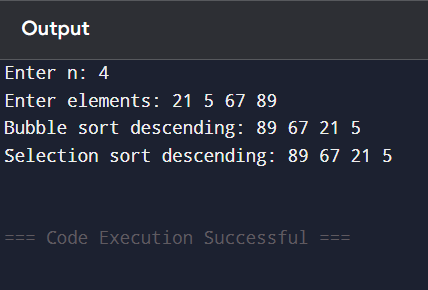 Output
Enter n: 4
Enter elements: 21 5 67 89
Bubble sort descending: 89 67 21 5
Selection sort descending: 89 67 21 5
=== Code Execution Successful ===